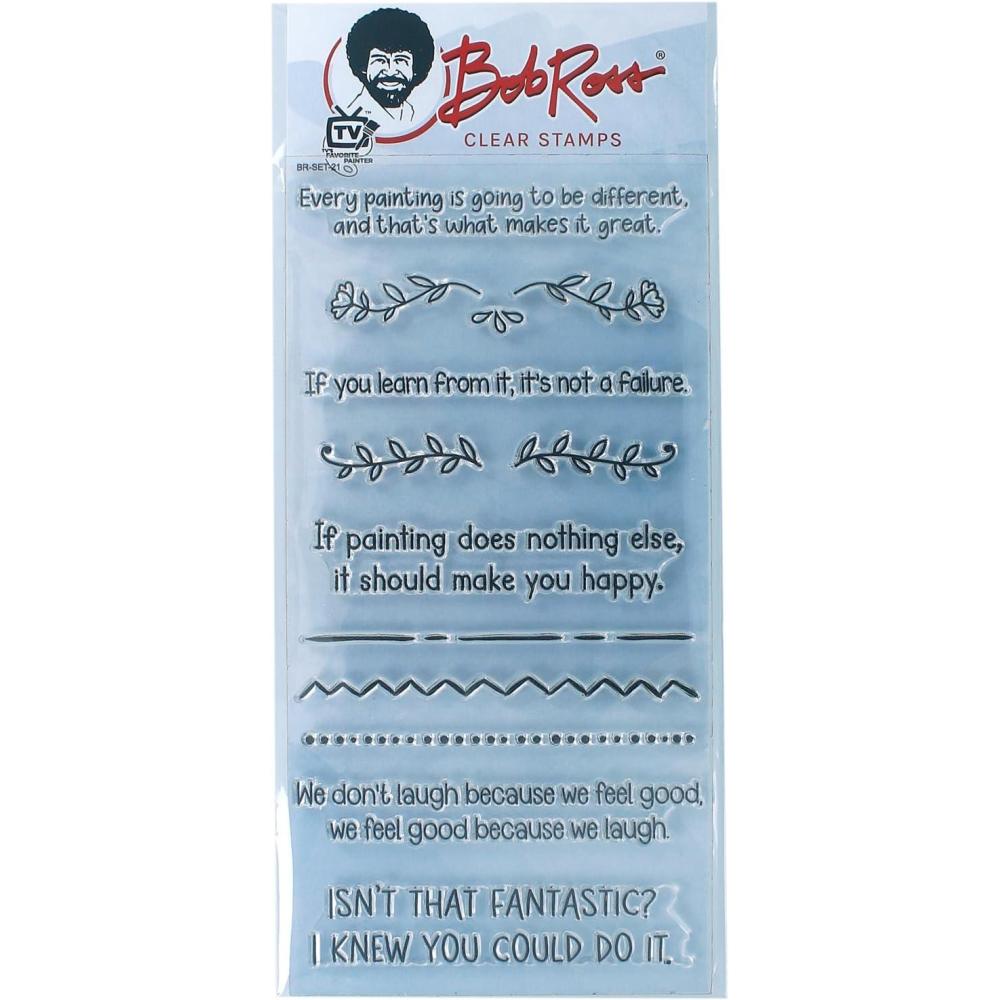 Bob Ross ®
CLEAR STAMPS
TV ™
TV'S FAVORITE PAINTER
BR-SET-21
Every painting is going to be different,
and that's what makes it great.
If you learn from it, it's not a failure.
If painting does nothing else,
it should make you happy.
We don't laugh because we feel good,
we feel good because we laugh.
ISN'T THAT FANTASTIC?
I KNEW YOU COULD DO IT.